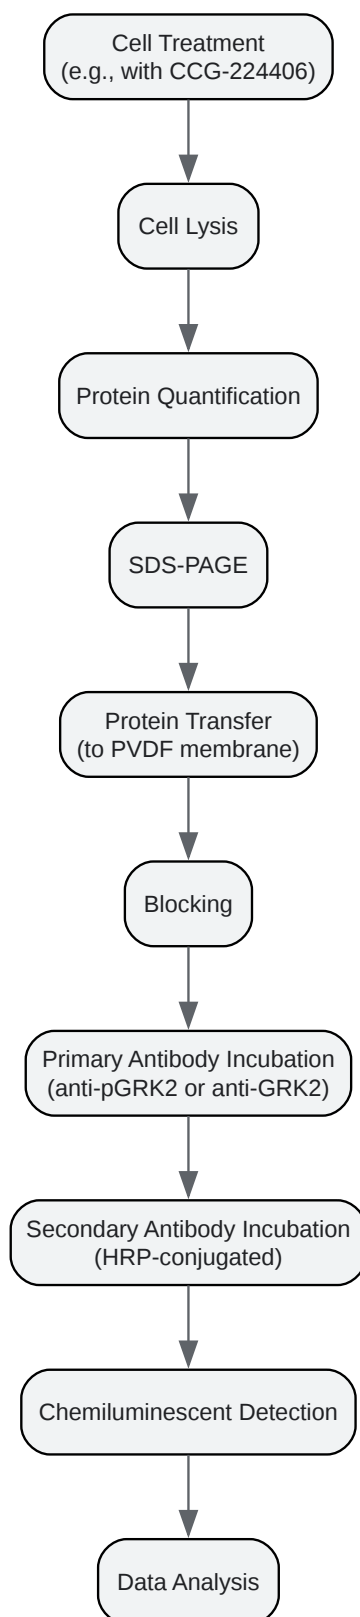 Cell Treatment
(e.g., with CCG-224406)
Cell Lysis
Protein Quantification
SDS-PAGE
Protein Transfer
(to PVDF membrane)
Blocking
Primary Antibody Incubation
(anti-pGRK2 or anti-GRK2)
Secondary Antibody Incubation
(HRP-conjugated)
Chemiluminescent Detection
Data Analysis